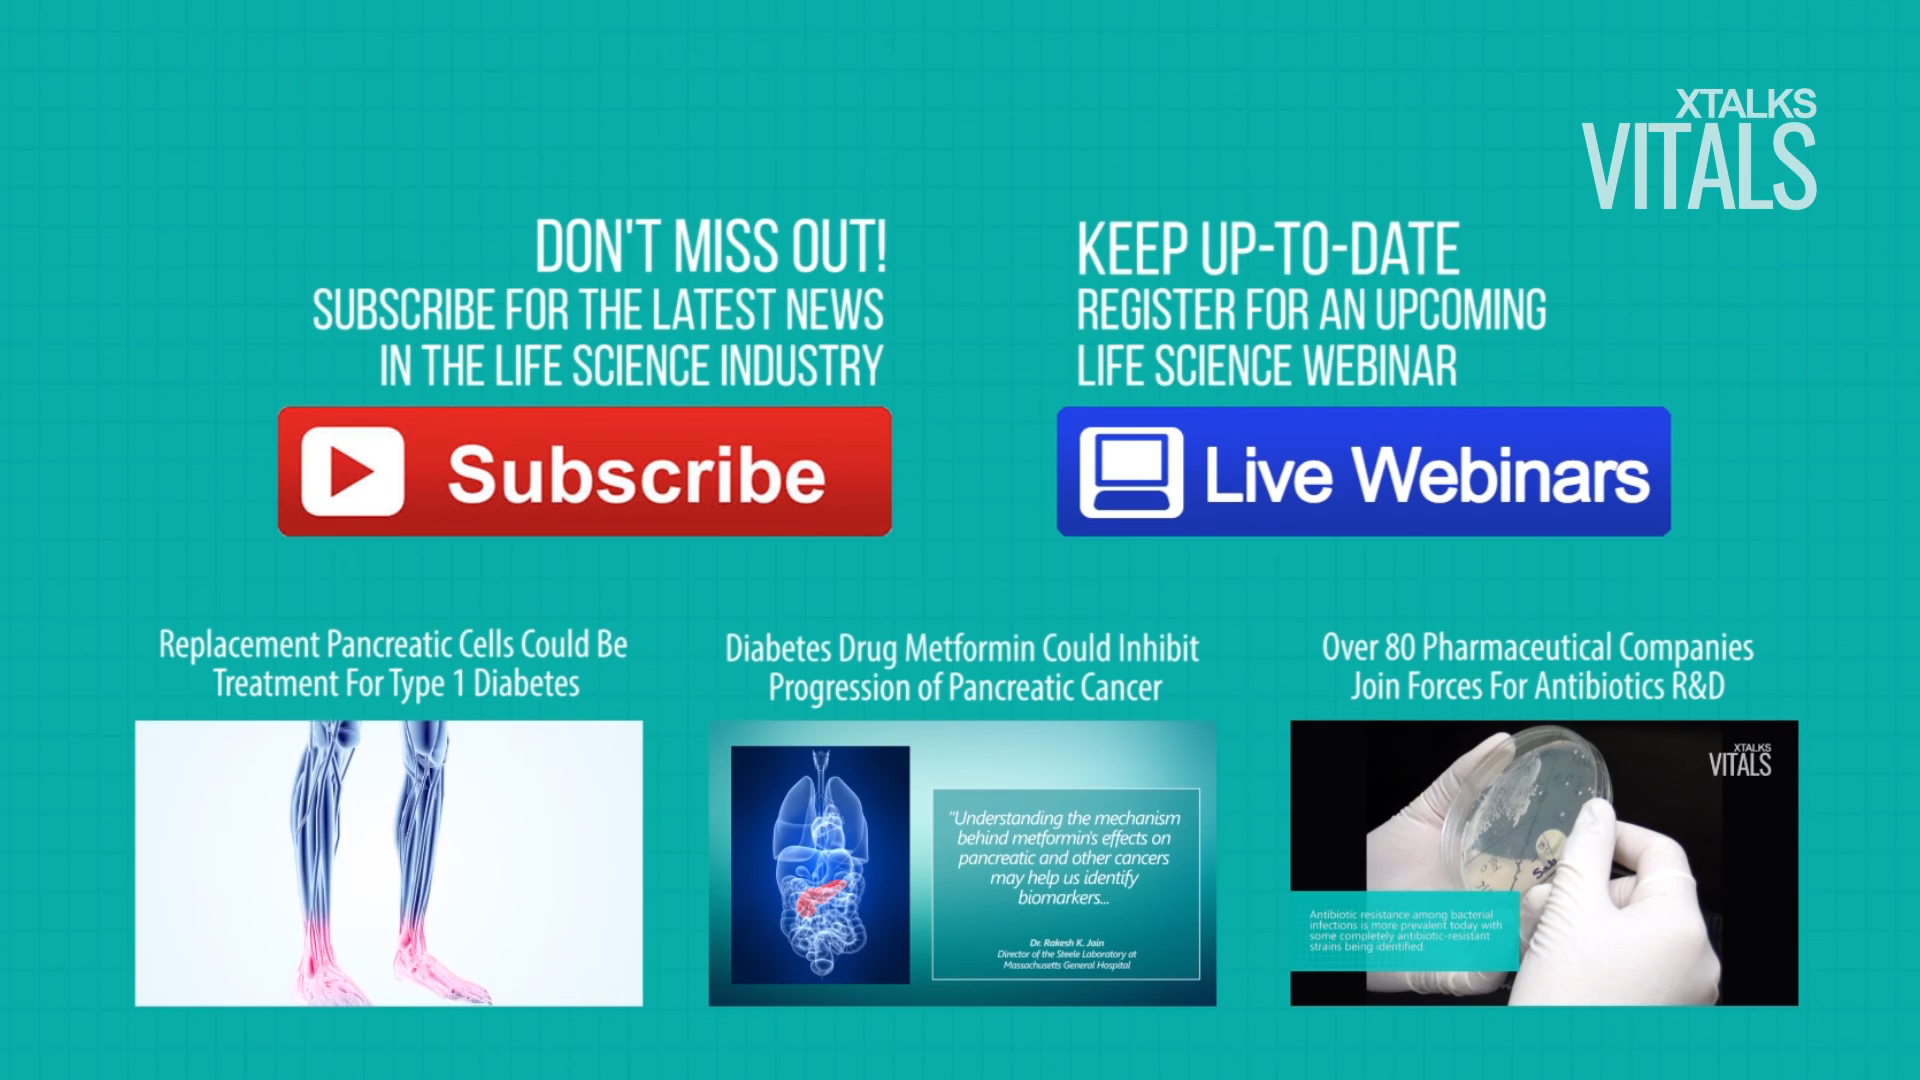 XTALKS
VITALS
DON'T MISS OUT!
SUBSCRIBE FOR THE LATEST NEWS
IN THE LIFE SCIENCE INDUSTRY
Subscribe
KEEP UP-TO-DATE
REGISTER FOR AN UPCOMING
LIFE SCIENCE WEBINAR
Live Webinars
Replacement Pancreatic Cells Could Be
Treatment For Type 1 Diabetes
Diabetes Drug Metformin Could Inhibit
Progression of Pancreatic Cancer
"Understanding the mechanism
behind metformin's effects on
pancreatic and other cancers
may help us identify
biomarkers...
Dr. Rakesh K. Jain
Director of the Steele Laboratory at
Massachusetts General Hospital
Over 80 Pharmaceutical Companies
Join Forces For Antibiotics R&D
XTALKS
VITALS
Sab
Antibiotic resistance among bacterial
infections is more prevalent today with
some completely antibiotic-resistant
strains being identified.